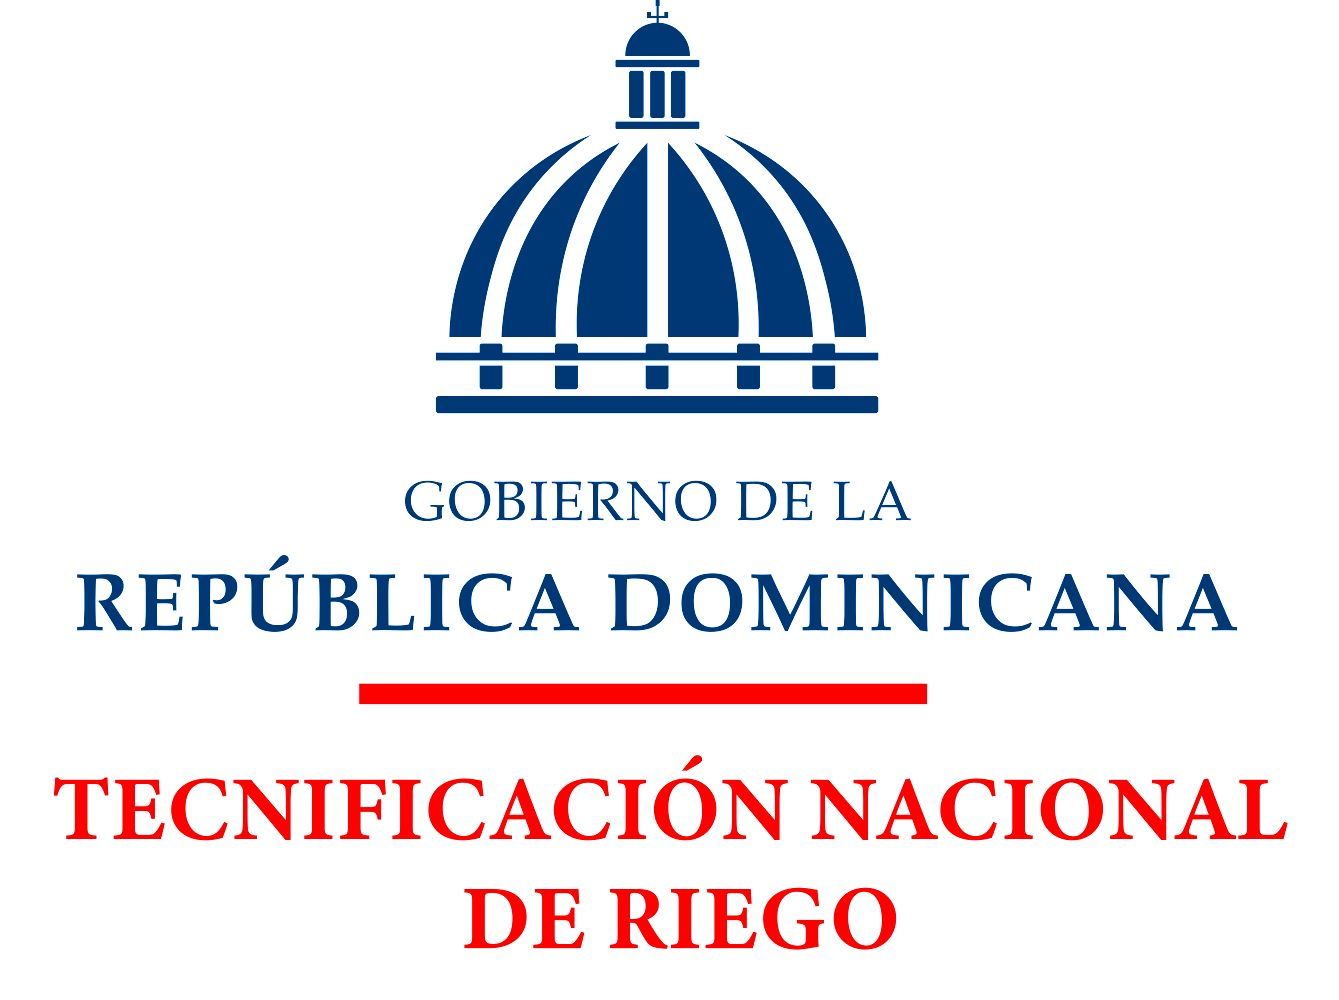 GOBIERNO DE LA
REPÚBLICA DOMINICANA
TECNIFICACIÓN NACIONAL
DE RIEGO